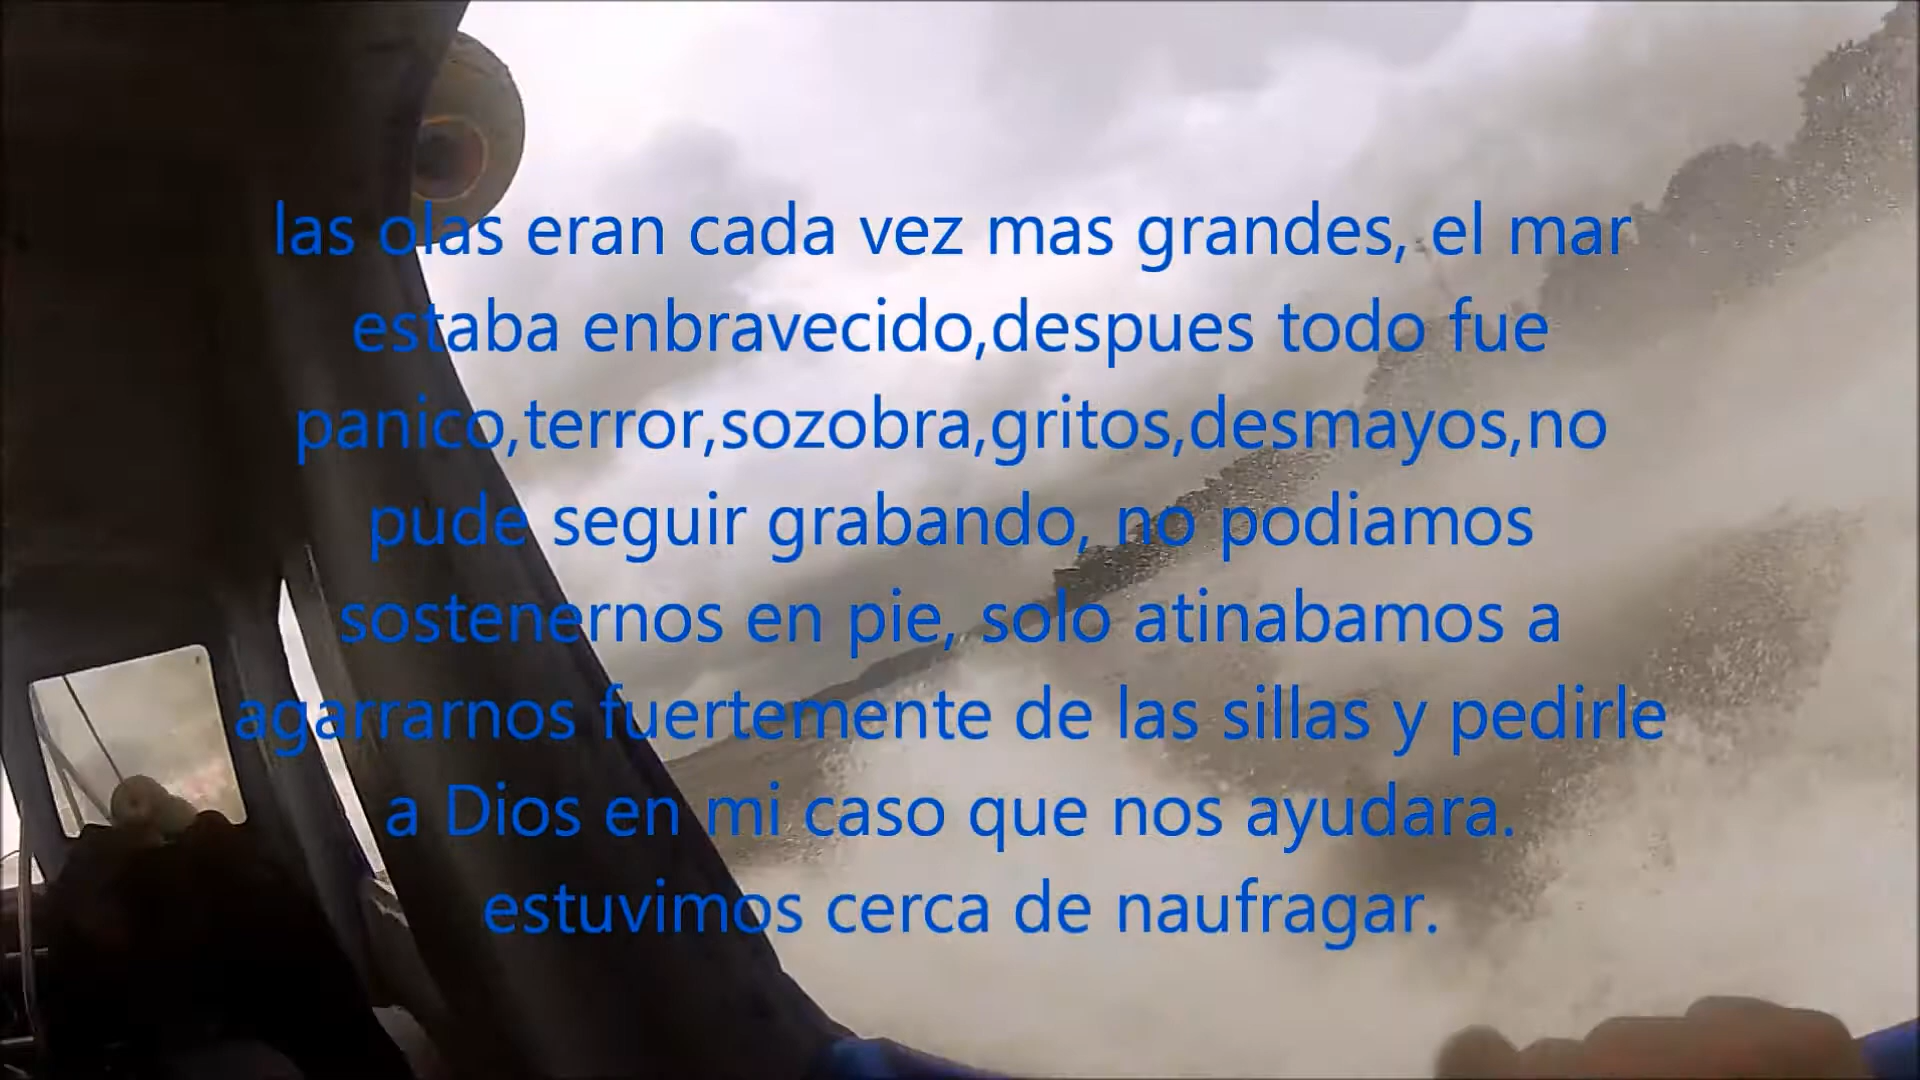 las olas eran cada vez mas grandes, el mar
estaba enbravecido,despues todo fue
panico,terror,sozobra,gritos,desmayos,no
pude seguir grabando, no podiamos
sostenernos en pie, solo atinabamos a
agarrarnos fuertemente de las sillas y pedirle
a Dios en mi caso que nos ayudara.
estuvimos cerca de naufragar.